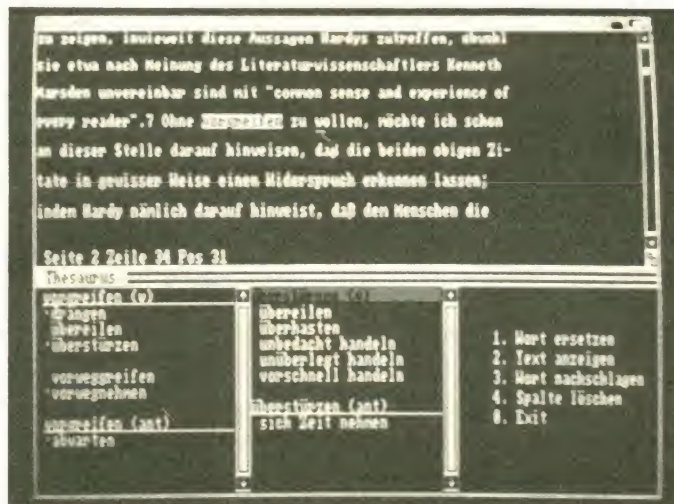 zu zeigen, inwieweit diese Aussagen Hardys zutreffen, obwohl
sie etwa nach Meinung des Literaturwissenschaftlers Kenneth
Marsden unvereinbar sind mit "common sense and experience of
every reader".7 Ohne vorgreifen zu wollen, möchte ich schon
an dieser Stelle darauf hinweisen, daß die beiden obigen Zi-
tate in gewisser Weise einen Widerspruch erkennen lassen;
indem Hardy nämlich darauf hinweist, daß den Menschen die
Seite 2 Zeile 34 Pos 31
Thesaurus
vorgreifen (v)
·drängen
übereilen
·überstürzen
vorweggreifen
·vorwegnehmen
vorgreifen (ant)
·abwarten
überstürzen (v)
übereilen
überhasten
unbedacht handeln
unüberlegt handeln
vorschnell handeln
überstürzen (ant)
sich Zeit nehmen
1. Wort ersetzen
2. Text anzeigen
3. Wort nachschlagen
4. Spalte löschen
0. Exit